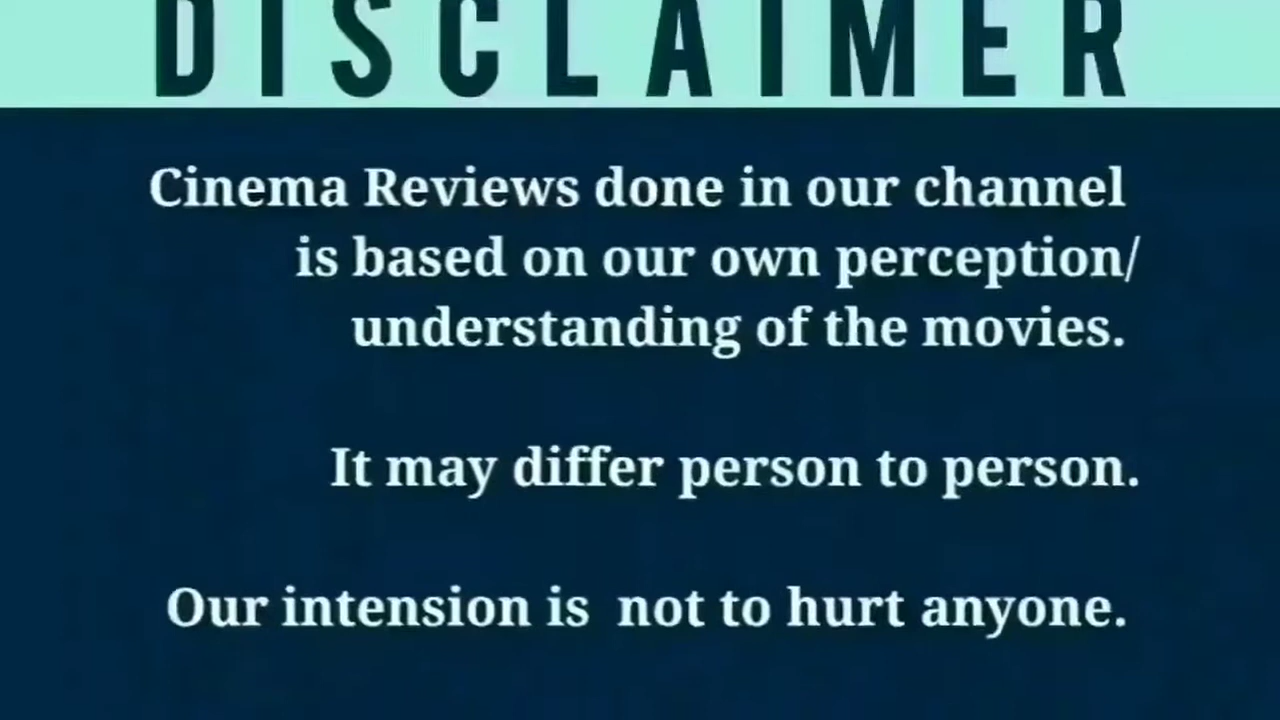 DISCLAIMER
Cinema Reviews done in our channel
is based on our own perception/
understanding of the movies.
It may differ person to person.
Our intension is not to hurt anyone.